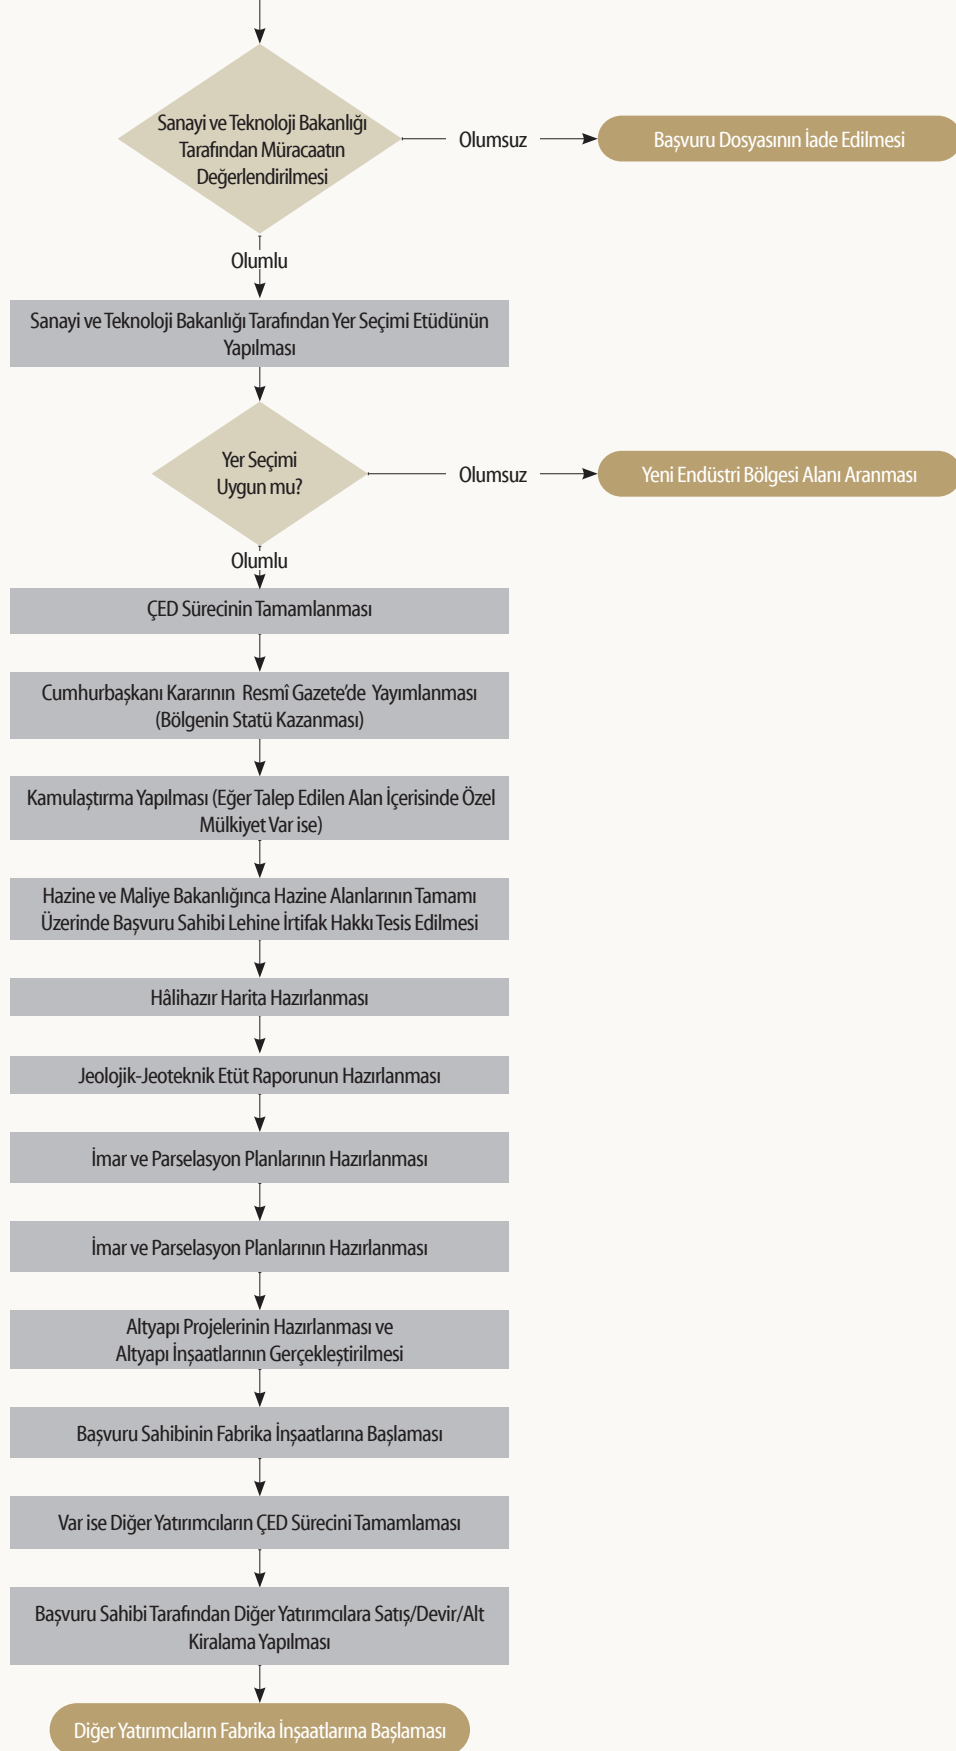 Sanayi ve Teknoloji Bakanlığı
Tarafından Müracaatın
Değerlendirilmesi
Olumsuz
Başvuru Dosyasının İade Edilmesi
Olumlu
Sanayi ve Teknoloji Bakanlığı Tarafından Yer Seçimi Etüdünün
Yapılması
Yer Seçimi
Uygun mu?
Olumsuz
Yeni Endüstri Bölgesi Alanı Aranması
Olumlu
ÇED Sürecinin Tamamlanması
Cumhurbaşkanı Kararının Resmî Gazete'de Yayımlanması
(Bölgenin Statü Kazanması)
Kamulaştırma Yapılması (Eğer Talep Edilen Alan İçerisinde Özel
Mülkiyet Var ise)
Hazine ve Maliye Bakanlığınca Hazine Alanlarının Tamamı
Üzerinde Başvuru Sahibi Lehine İrtifak Hakkı Tesis Edilmesi
Hâlihazır Harita Hazırlanması
Jeolojik-Jeoteknik Etüt Raporunun Hazırlanması
İmar ve Parselasyon Planlarının Hazırlanması
İmar ve Parselasyon Planlarının Hazırlanması
Altyapı Projelerinin Hazırlanması ve
Altyapı İnşaatlarının Gerçekleştirilmesi
Başvuru Sahibinin Fabrika İnşaatlarına Başlaması
Var ise Diğer Yatırımcıların ÇED Sürecini Tamamlaması
Başvuru Sahibi Tarafından Diğer Yatırımcılara Satış/Devir/Alt
Kiralama Yapılması
Diğer Yatırımcıların Fabrika İnşaatlarına Başlaması